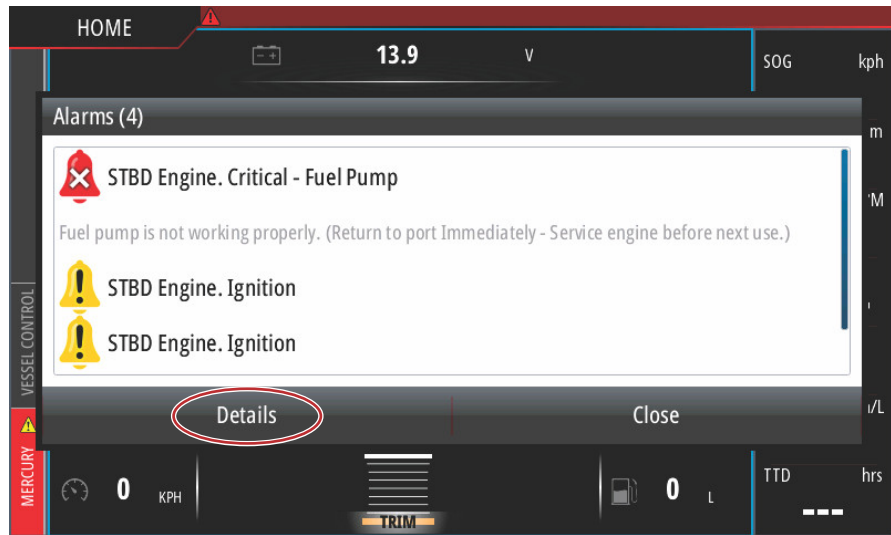 HOME
13.9 V
SOG kph
Alarms (4)
m
STBD Engine. Critical - Fuel Pump
Fuel pump is not working properly. (Return to port Immediately - Service engine before next use.)
STBD Engine. Ignition
STBD Engine. Ignition
Details
Close
/L
VESSEL CONTROL
MERCURY
0 KPH
TRIM
0 L
TTD hrs
---